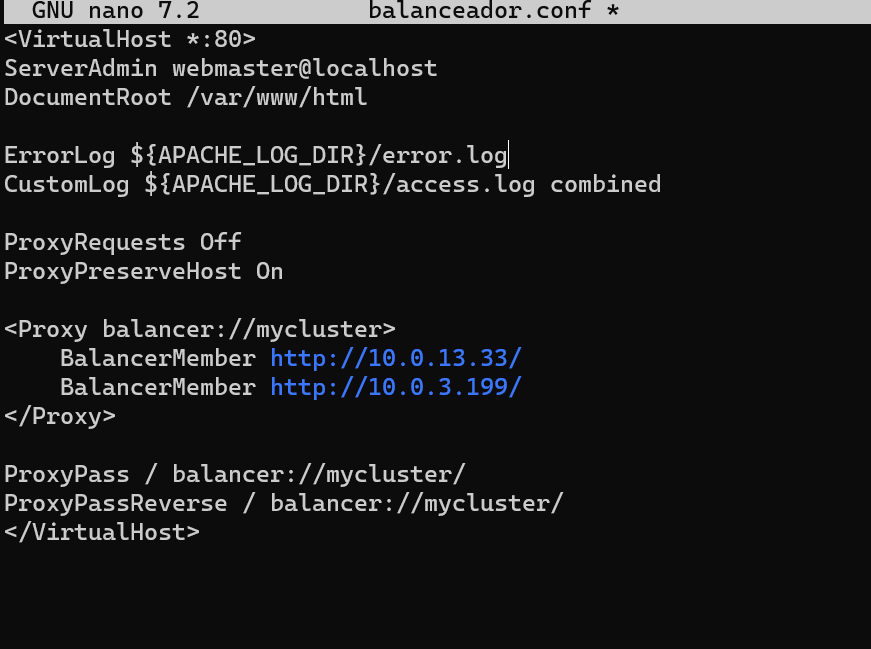 GNU nano 7.2 balanceador.conf *
<VirtualHost *:80>
ServerAdmin webmaster@localhost
DocumentRoot /var/www/html
ErrorLog ${APACHE_LOG_DIR}/error.log
CustomLog ${APACHE_LOG_DIR}/access.log combined
ProxyRequests Off
ProxyPreserveHost On
<Proxy balancer://mycluster>
    BalancerMember http://10.0.13.33/
    BalancerMember http://10.0.3.199/
</Proxy>
ProxyPass / balancer://mycluster/
ProxyPassReverse / balancer://mycluster/
</VirtualHost>